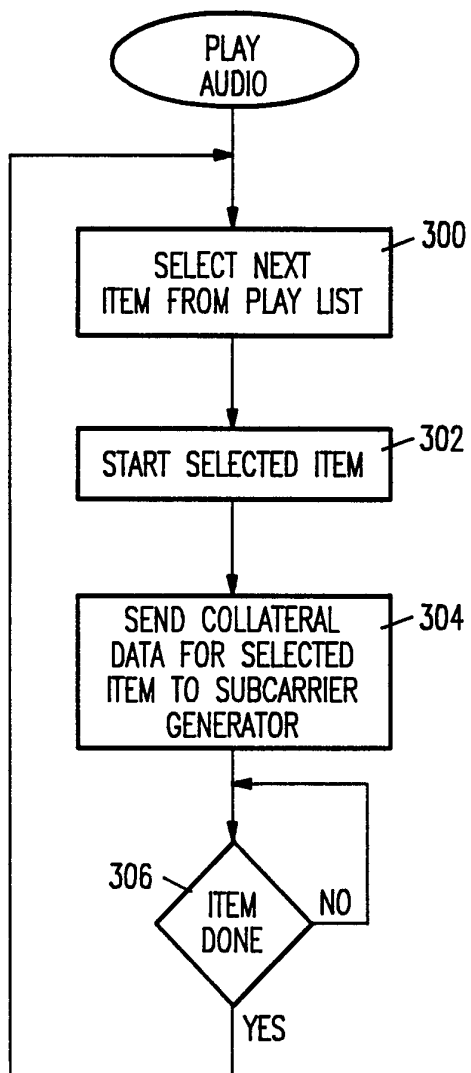 PLAY
AUDIO
300
SELECT NEXT
ITEM FROM PLAY LIST
302
START SELECTED ITEM
304
SEND COLLATERAL
DATA FOR SELECTED
ITEM TO SUBCARRIER
GENERATOR
306
ITEM
DONE
NO
YES